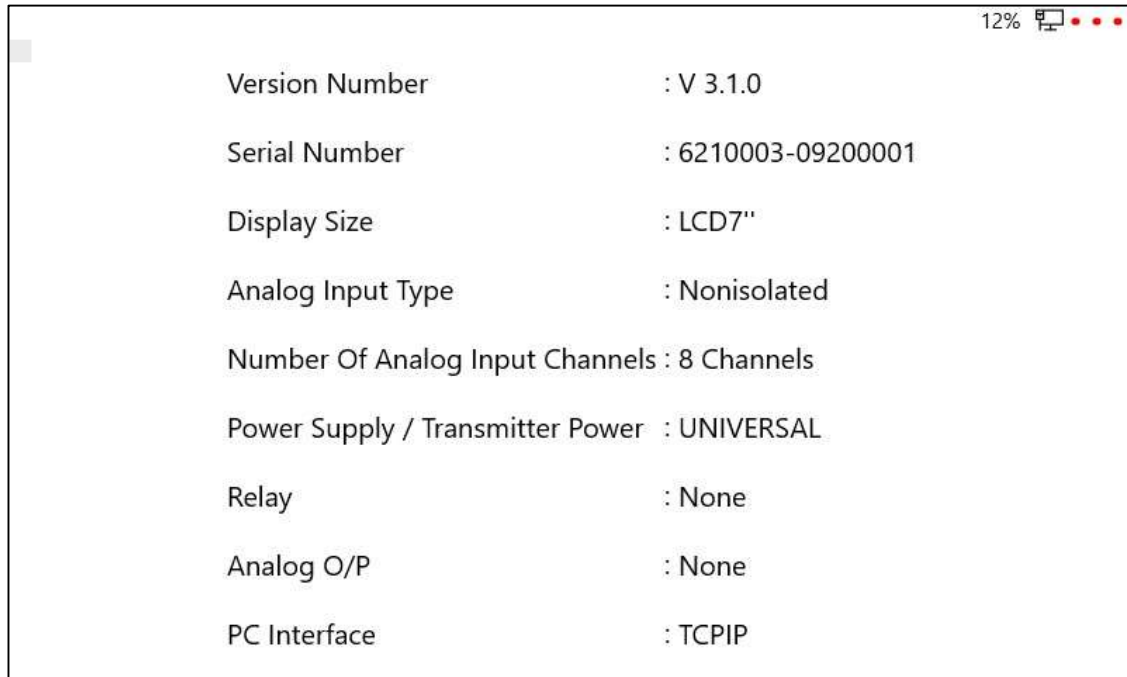 12%
Version Number : V 3.1.0
Serial Number : 6210003-09200001
Display Size : LCD7''
Analog Input Type : Nonisolated
Number Of Analog Input Channels : 8 Channels
Power Supply / Transmitter Power : UNIVERSAL
Relay : None
Analog O/P : None
PC Interface : TCPIP